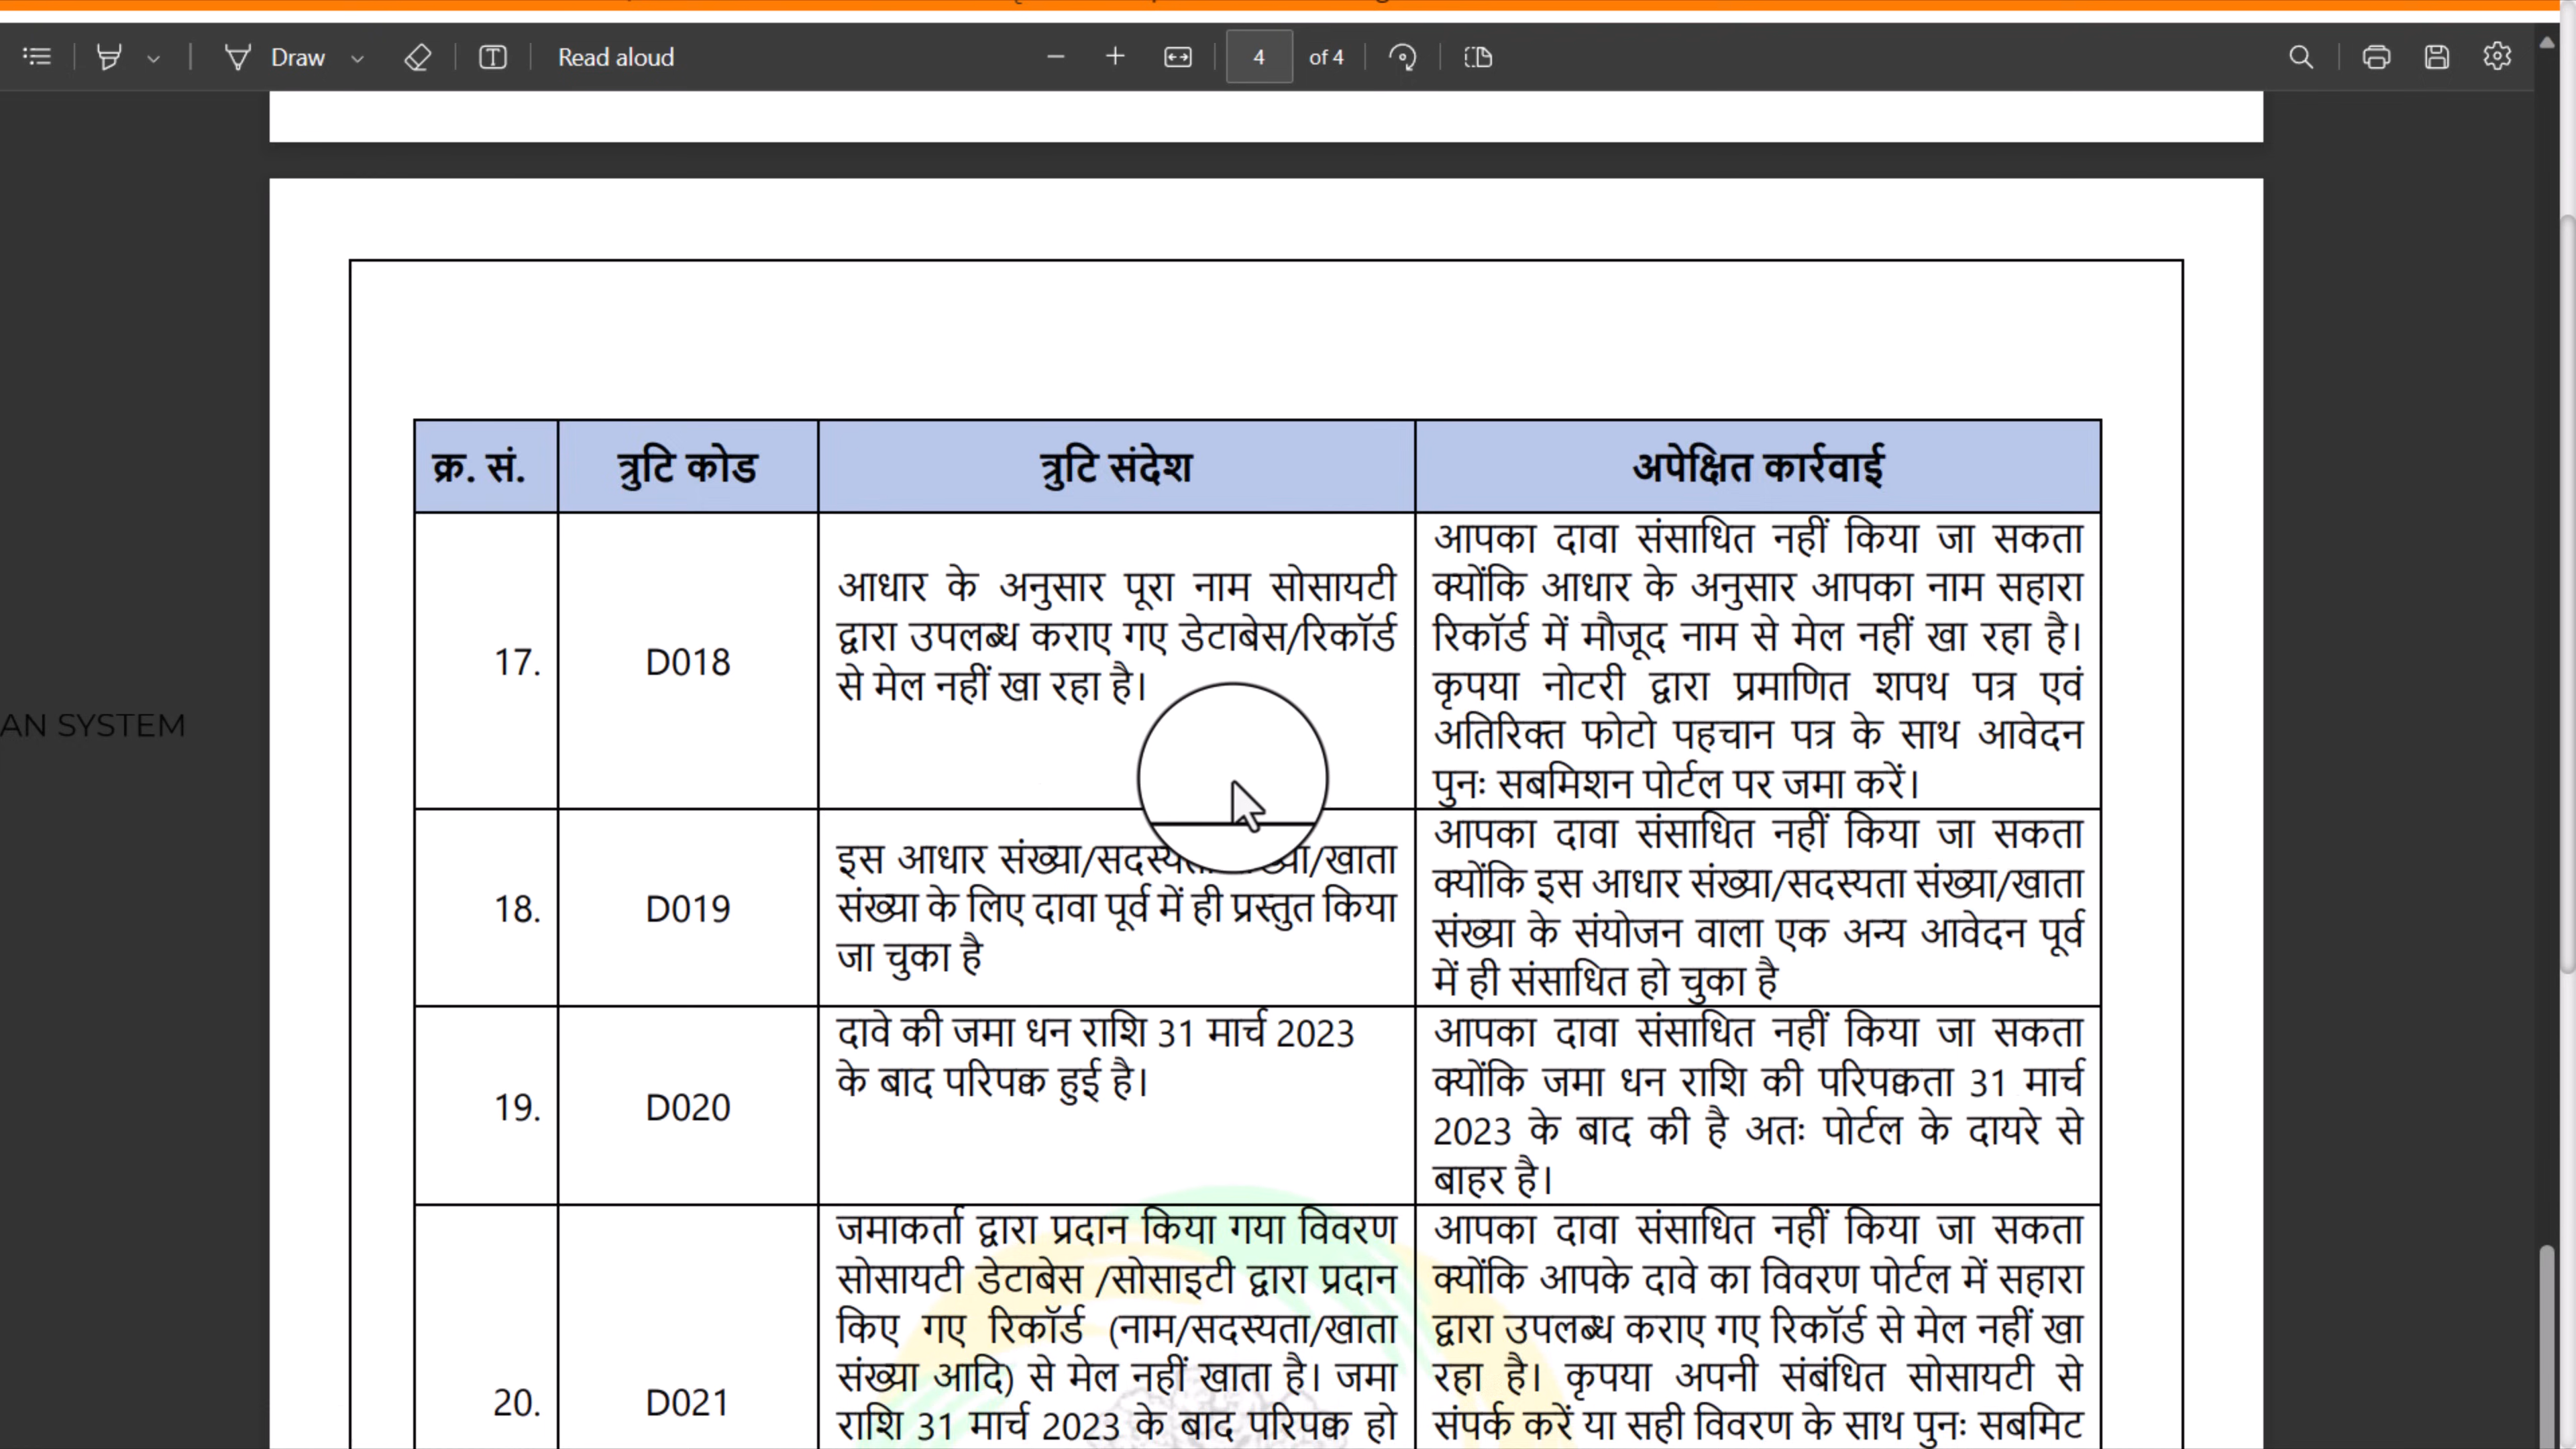 Draw
Read aloud
4 of 4
AN SYSTEM
क्र. सं.
त्रुटि कोड
त्रुटि संदेश
अपेक्षित कार्रवाई
17.
D018
आधार के अनुसार पूरा नाम सोसायटी
द्वारा उपलब्ध कराए गए डेटाबेस/रिकॉर्ड
से मेल नहीं खा रहा है।
आपका दावा संसाधित नहीं किया जा सकता
क्योंकि आधार के अनुसार आपका नाम सहारा
रिकॉर्ड में मौजूद नाम से मेल नहीं खा रहा है।
कृपया नोटरी द्वारा प्रमाणित शपथ पत्र एवं
अतिरिक्त फोटो पहचान पत्र के साथ आवेदन
पुनः सबमिशन पोर्टल पर जमा करें।
18.
D019
इस आधार संख्या/सदस्यता /खाता
संख्या के लिए दावा पूर्व में ही प्रस्तुत किया
जा चुका है
आपका दावा संसाधित नहीं किया जा सकता
क्योंकि इस आधार संख्या/सदस्यता संख्या/खाता
संख्या के संयोजन वाला एक अन्य आवेदन पूर्व
में ही संसाधित हो चुका है
19.
D020
दावे की जमा धन राशि 31 मार्च 2023
के बाद परिपक्व हुई है।
आपका दावा संसाधित नहीं किया जा सकता
क्योंकि जमा धन राशि की परिपक्वता 31 मार्च
2023 के बाद की है अतः पोर्टल के दायरे से
बाहर है।
20.
D021
जमाकर्ता द्वारा प्रदान किया गया विवरण
सोसायटी डेटाबेस /सोसाइटी द्वारा प्रदान
किए गए रिकॉर्ड (नाम/सदस्यता/खाता
संख्या आदि) से मेल नहीं खाता है। जमा
राशि 31 मार्च 2023 के बाद परिपक्व हो
आपका दावा संसाधित नहीं किया जा सकता
क्योंकि आपके दावे का विवरण पोर्टल में सहारा
द्वारा उपलब्ध कराए गए रिकॉर्ड से मेल नहीं खा
रहा है। कृपया अपनी संबंधित सोसायटी से
संपर्क करें या सही विवरण के साथ पुनः सबमिट